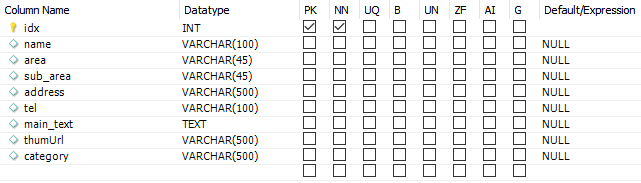 Column Name Datatype PK NN UQ B UN ZF AI G Default/Expression
idx INT
name VARCHAR(100) NULL
area VARCHAR(45) NULL
sub_area VARCHAR(45) NULL
address VARCHAR(500) NULL
tel VARCHAR(100) NULL
main_text TEXT NULL
thumUrl VARCHAR(500) NULL
category VARCHAR(500) NULL